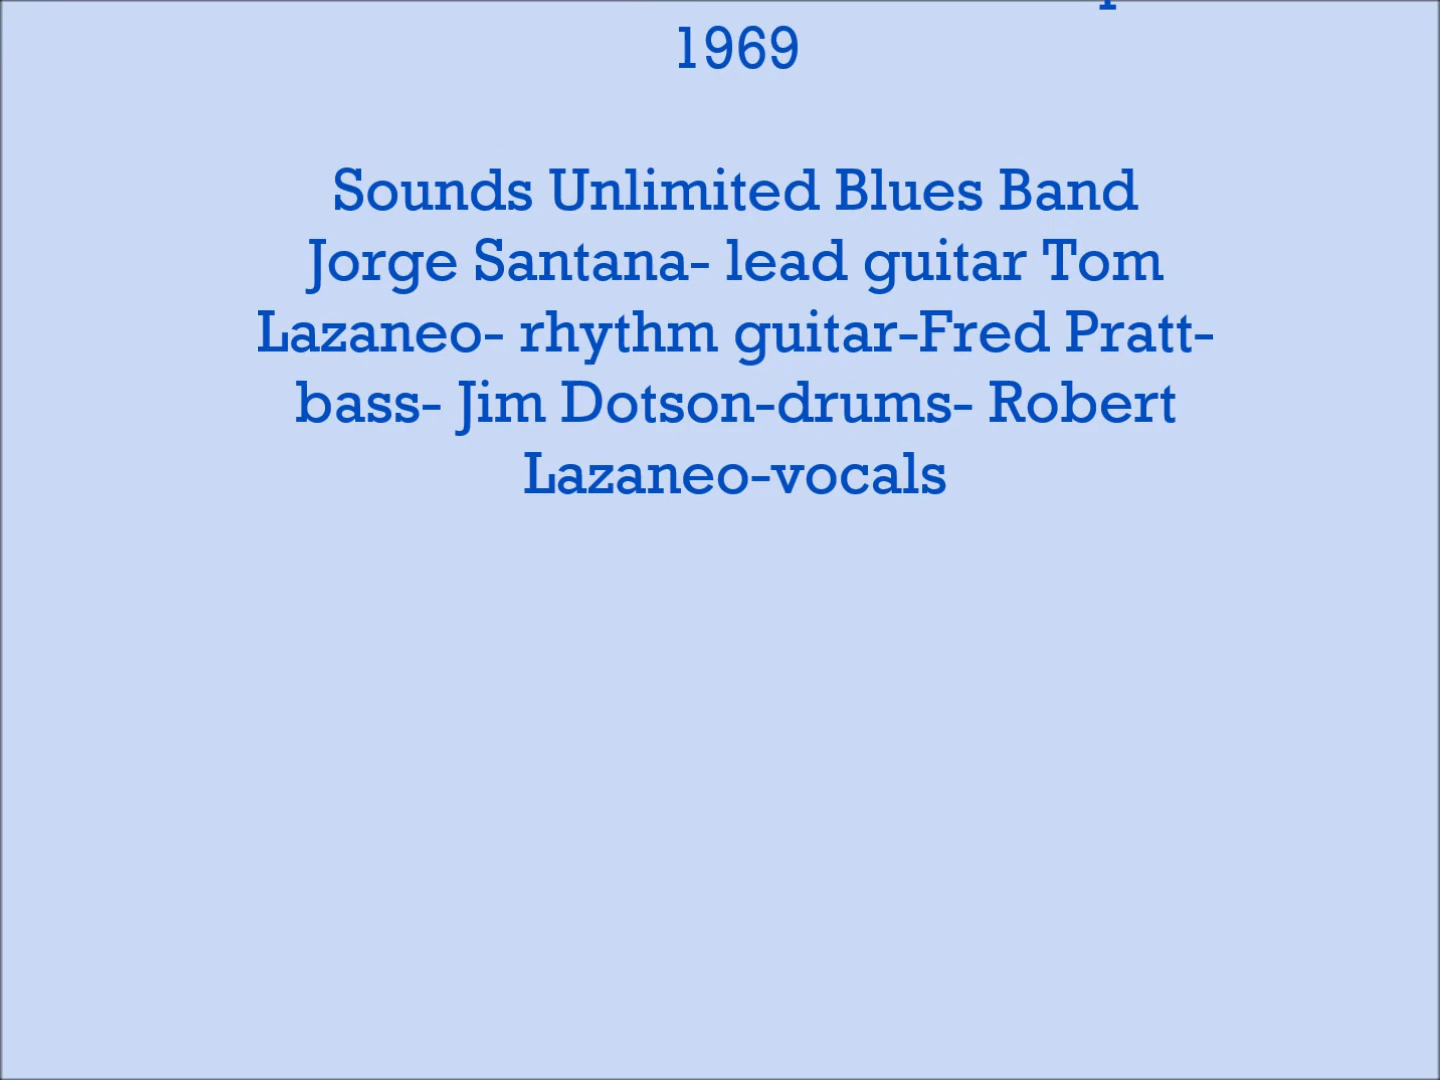 1969
Sounds Unlimited Blues Band
Jorge Santana- lead guitar Tom
Lazaneo- rhythm guitar-Fred Pratt-
bass- Jim Dotson-drums- Robert
Lazaneo-vocals